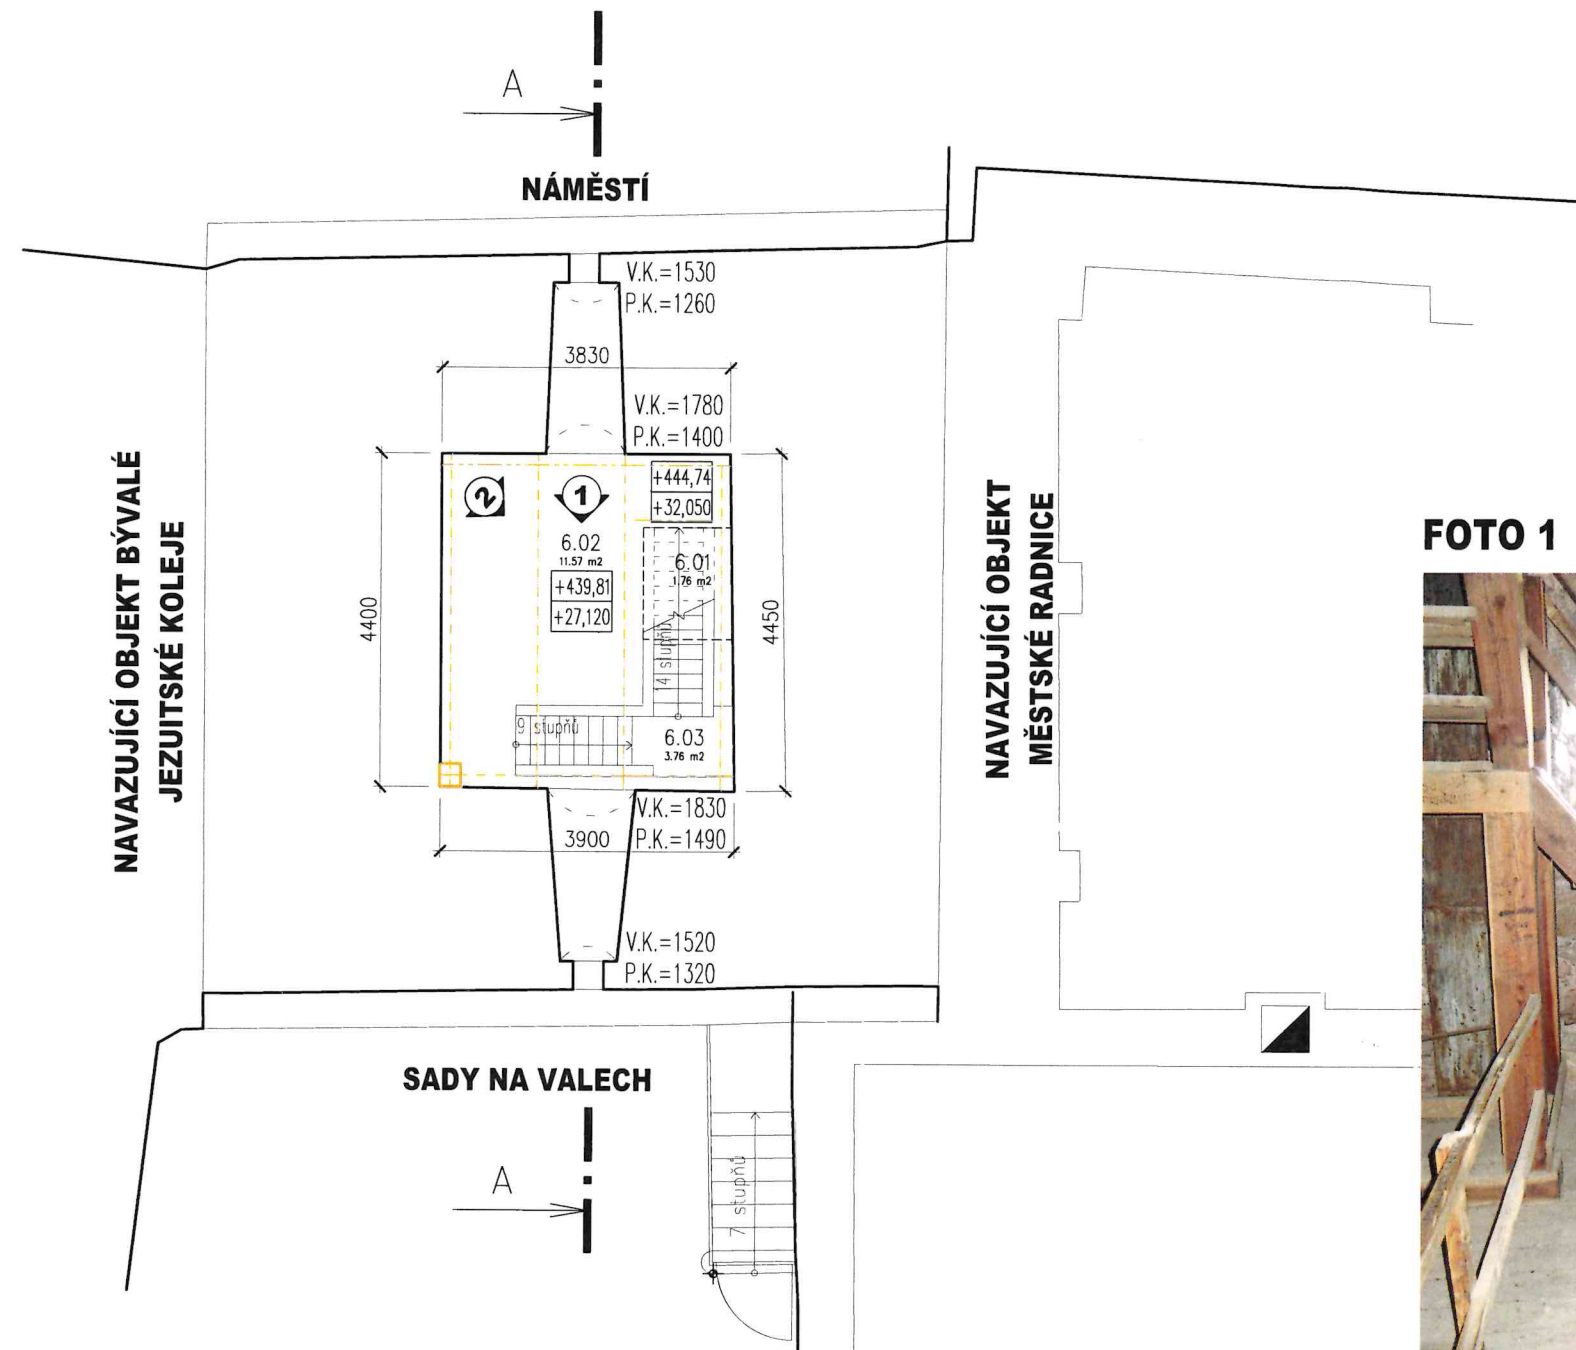 A
NÁMĚSTÍ
V.K.=1530
P.K.=1260
3830
V.K.=1780
P.K.=1400
+444,74
+32,050
2
1
6.02
11.57 m2
+439,81
+27,120
6.01
1.76 m2
4400
4450
14 stupňů
9 stupňů
6.03
3.76 m2
V.K.=1830
P.K.=1490
3900
V.K.=1520
P.K.=1320
NAVAZUJÍCÍ OBJEKT BÝVALÉ
JEZUITSKÉ KOLEJE
NAVAZUJÍCÍ OBJEKT
MĚSTSKÉ RADNICE
FOTO 1
SADY NA VALECH
A
7 stupňů